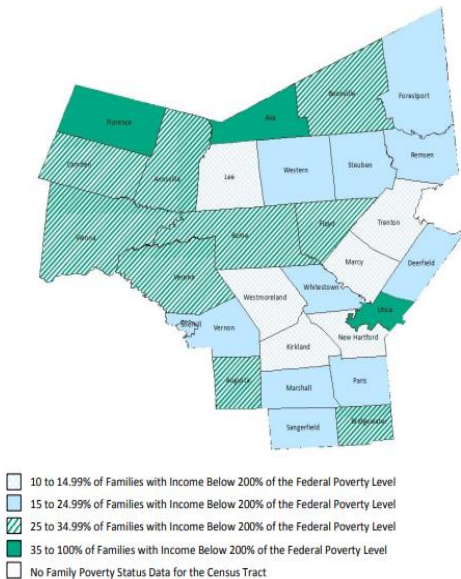 Forestport
Boonville
Ava
Florence
Remsen
Camden
Annsville
Lee
Western
Steuben
Trenton
Vienna
Rome
Floyd
Marcy
Deerfield
Verona
Westmoreland
Whitestown
Utica
Sherrill
Vernon
New Hartford
Kirkland
Augusta
Marshall
Paris
Sangerfield
Bridgewater
10 to 14.99% of Families with Income Below 200% of the Federal Poverty Level
15 to 24.99% of Families with Income Below 200% of the Federal Poverty Level
25 to 34.99% of Families with Income Below 200% of the Federal Poverty Level
35 to 100% of Families with Income Below 200% of the Federal Poverty Level
No Family Poverty Status Data for the Census Tract